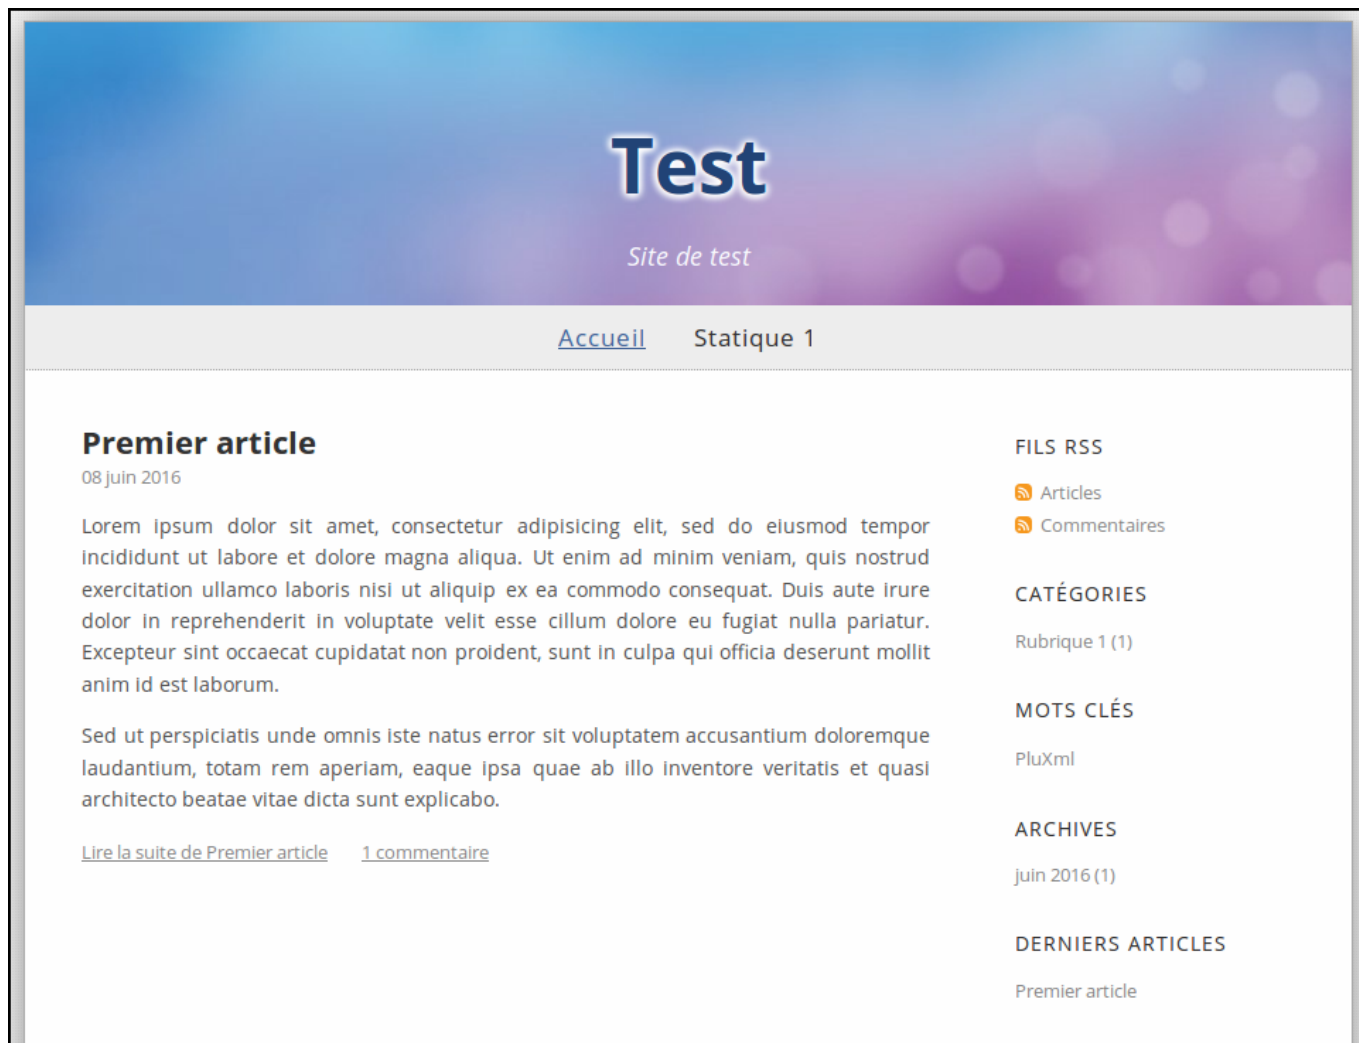 Test
Site de test
Accueil Statique 1
Premier article
08 juin 2016
Lorem ipsum dolor sit amet, consectetur adipisicing elit, sed do eiusmod tempor
incididunt ut labore et dolore magna aliqua. Ut enim ad minim veniam, quis nostrud
exercitation ullamco laboris nisi ut aliquip ex ea commodo consequat. Duis aute irure
dolor in reprehenderit in voluptate velit esse cillum dolore eu fugiat nulla pariatur.
Excepteur sint occaecat cupidatat non proident, sunt in culpa qui officia deserunt mollit
anim id est laborum.
Sed ut perspiciatis unde omnis iste natus error sit voluptatem accusantium doloremque
laudantium, totam rem aperiam, eaque ipsa quae ab illo inventore veritatis et quasi
architecto beatae vitae dicta sunt explicabo.
Lire la suite de Premier article 1 commentaire
FILS RSS
Articles
Commentaires
CATÉGORIES
Rubrique 1 (1)
MOTS CLÉS
PluXml
ARCHIVES
juin 2016 (1)
DERNIERS ARTICLES
Premier article